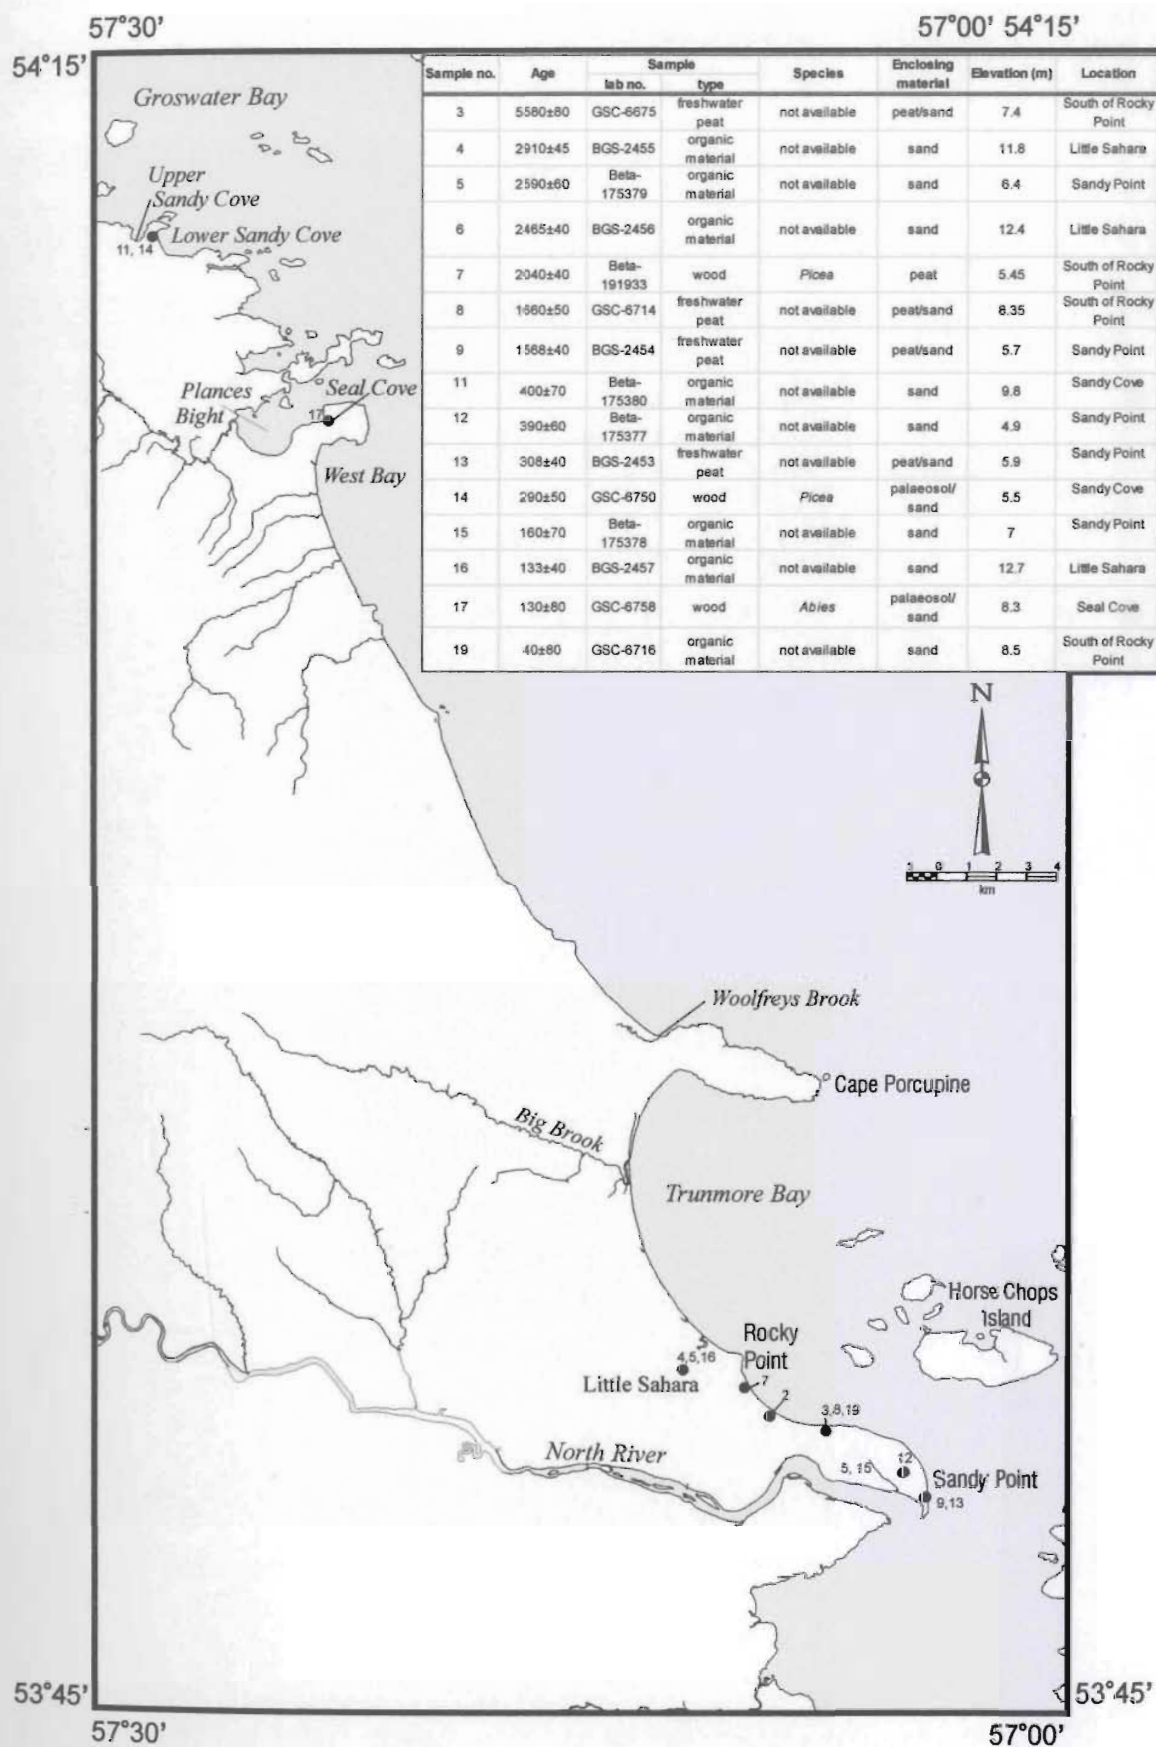 57°30'
57°00' 54°15'
54°15'
Groswater Bay
Upper
Sandy Cove
Lower Sandy Cove
11, 14
Plances
Bight
Seal Cove
17
West Bay
Sample no. Age Sample Species Enclosing material Elevation (m) Location
lab no. type
3 5580±80 GSC-6675 freshwater peat not available peat/sand 7.4 South of Rocky Point
4 2910±45 BGS-2455 organic material not available sand 11.8 Little Sahara
5 2590±60 Beta-175379 organic material not available sand 6.4 Sandy Point
6 2465±40 BGS-2456 organic material not available sand 12.4 Little Sahara
7 2040±40 Beta-191933 wood Picea peat 5.45 South of Rocky Point
8 1660±50 GSC-6714 freshwater peat not available peat/sand 8.35 South of Rocky Point
9 1568±40 BGS-2454 freshwater peat not available peat/sand 5.7 Sandy Point
11 400±70 Beta-175380 organic material not available sand 9.8 Sandy Cove
12 390±60 Beta-175377 organic material not available sand 4.9 Sandy Point
13 308±40 BGS-2453 freshwater peat not available peat/sand 5.9 Sandy Point
14 290±50 GSC-6750 wood Picea palaeosol/sand 5.5 Sandy Cove
15 160±70 Beta-175378 organic material not available sand 7 Sandy Point
16 133±40 BGS-2457 organic material not available sand 12.7 Little Sahara
17 130±80 GSC-6758 wood Abies palaeosol/sand 8.3 Seal Cove
19 40±80 GSC-6716 organic material not available sand 8.5 South of Rocky Point
N
1 0 1 2 3 4
km
Woolfreys Brook
Cape Porcupine
Big Brook
Trunmore Bay
Horse Chops
Island
Rocky
Point
4,5,16
Little Sahara
7
2
3,8,19
North River
5, 15
12
Sandy Point
9,13
53°45'
53°45'
57°30'
57°00'